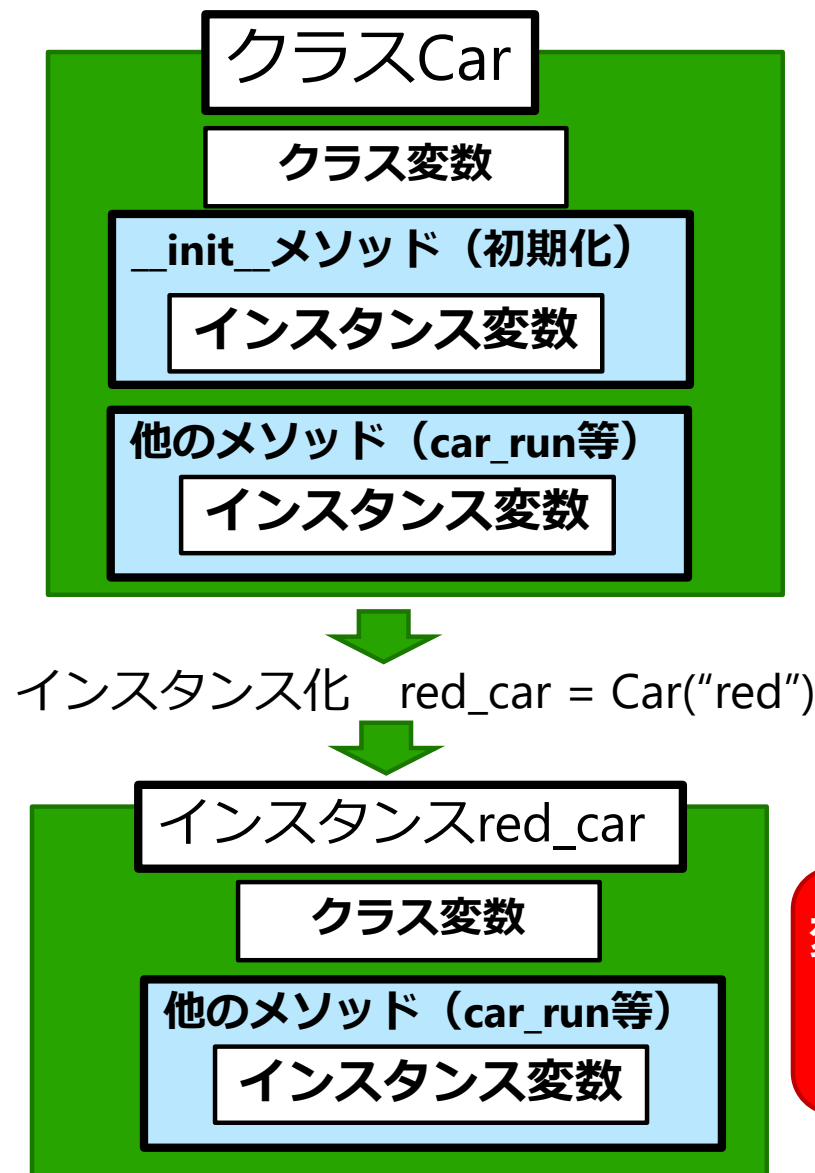 クラスCar
クラス変数
__init__メソッド（初期化）
インスタンス変数
他のメソッド（car_run等）
インスタンス変数
インスタンス化　red_car = Car(“red”)
インスタンスred_car
クラス変数
他のメソッド（car_run等）
インスタンス変数